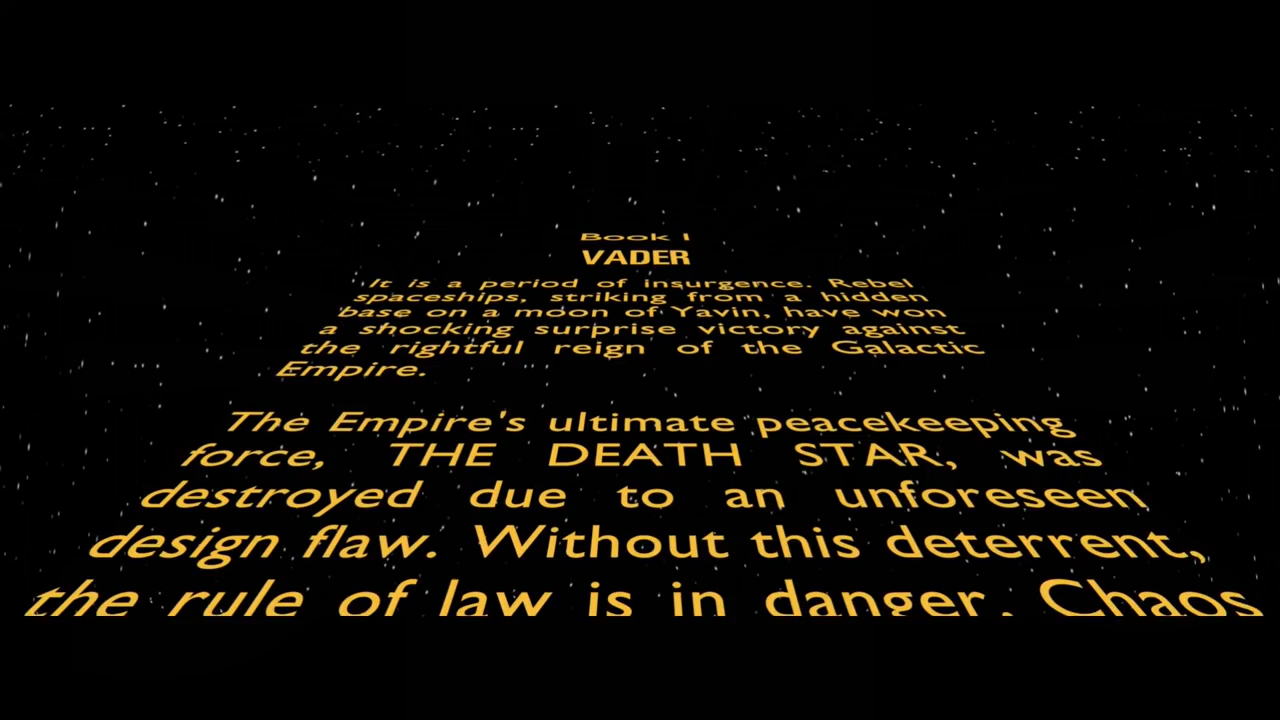 Book I
VADER
It is a period of insurgence. Rebel
spaceships, striking from a hidden
base on a moon of Yavin, have won
a shocking surprise victory against
the rightful reign of the Galactic
Empire.
The Empire's ultimate peacekeeping
force, THE DEATH STAR, was
destroyed due to an unforeseen
design flaw. Without this deterrent,
the rule of law is in danger. Chaos